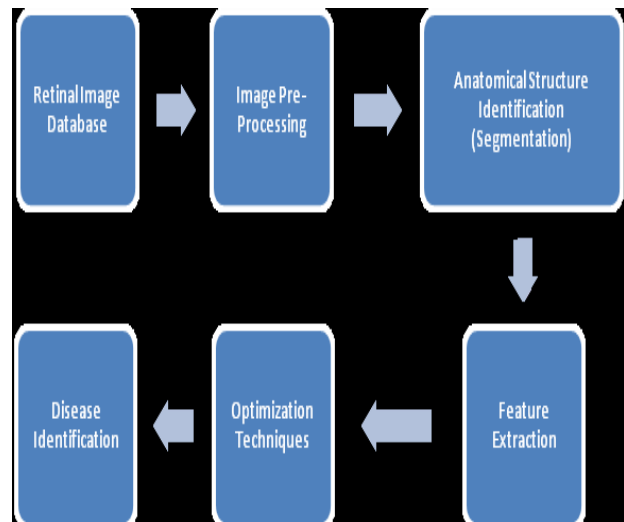 Retinal Image
Database
Image Pre-
Processing
Anatomical Structure
Identification
(Segmentation)
Feature
Extraction
Optimization
Techniques
Disease
Identification